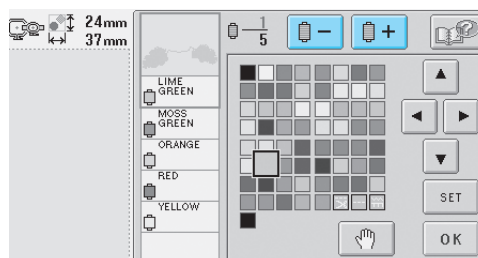 24mm
37mm
1
5
−
+
?
LIME
GREEN
MOSS
GREEN
ORANGE
RED
YELLOW
SET
OK